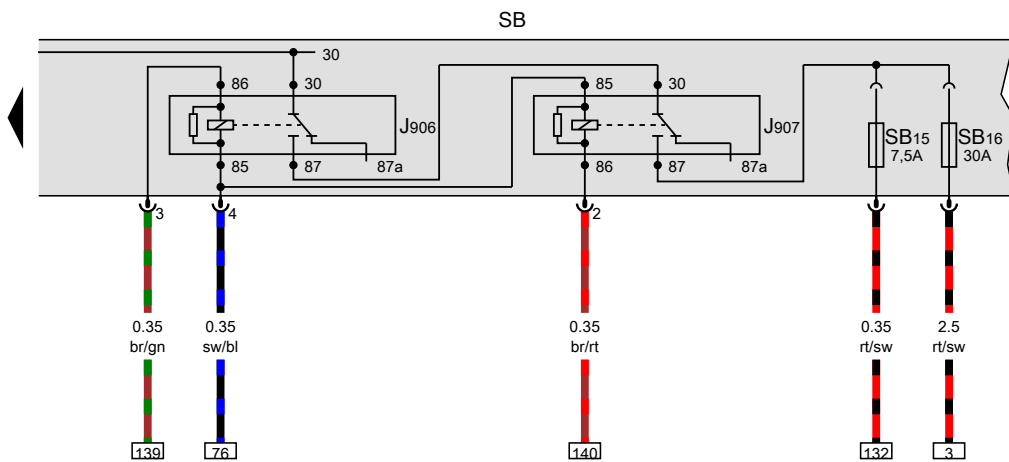 SB
30
86 30 85 30
J906 J907 SB15 SB16
7,5A 30A
85 87 87a 86 87 87a
3 4 2
0.35 0.35 0.35 0.35 2.5
br/gn sw/bl br/rt rt/sw rt/sw
139 76 140 132 3